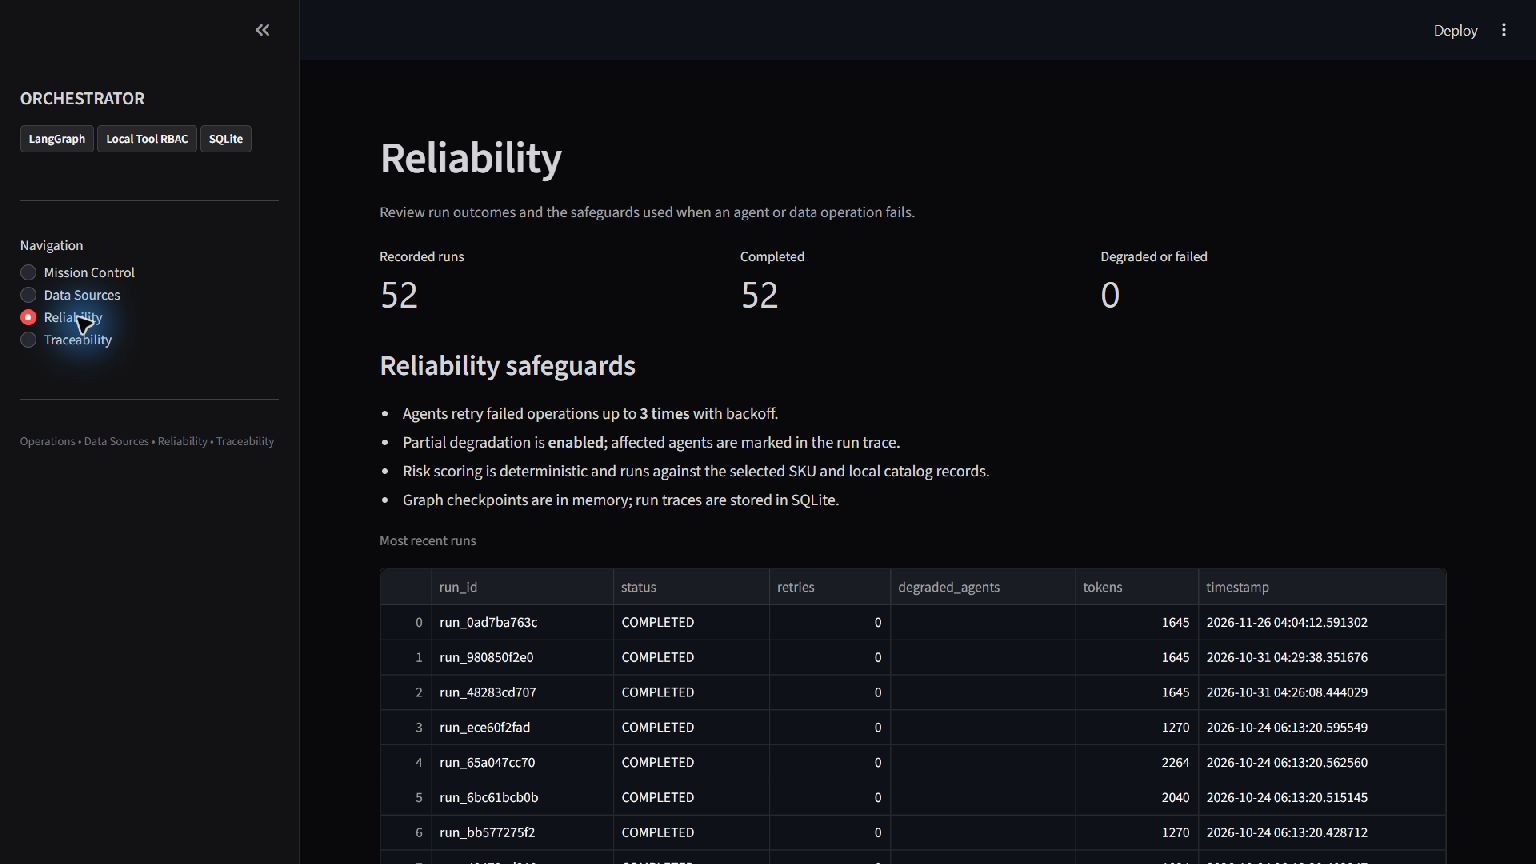 Deploy
ORCHESTRATOR
LangGraph Local Tool RBAC SQLite
Navigation
Mission Control
Data Sources
Reliability
Traceability
Operations • Data Sources • Reliability • Traceability
Reliability
Review run outcomes and the safeguards used when an agent or data operation fails.
Recorded runs Completed Degraded or failed
52 52 0
Reliability safeguards
• Agents retry failed operations up to 3 times with backoff.
• Partial degradation is enabled; affected agents are marked in the run trace.
• Risk scoring is deterministic and runs against the selected SKU and local catalog records.
• Graph checkpoints are in memory; run traces are stored in SQLite.
Most recent runs
run_id status retries degraded_agents tokens timestamp
0 run_0ad7ba763c COMPLETED 0 1645 2026-11-26 04:04:12.591302
1 run_980850f2e0 COMPLETED 0 1645 2026-10-31 04:29:38.351676
2 run_48283cd707 COMPLETED 0 1645 2026-10-31 04:26:08.444029
3 run_ece60f2fad COMPLETED 0 1270 2026-10-24 06:13:20.595549
4 run_65a047cc70 COMPLETED 0 2264 2026-10-24 06:13:20.562560
5 run_6bc61bcb0b COMPLETED 0 2040 2026-10-24 06:13:20.515145
6 run_bb577275f2 COMPLETED 0 1270 2026-10-24 06:13:20.428712